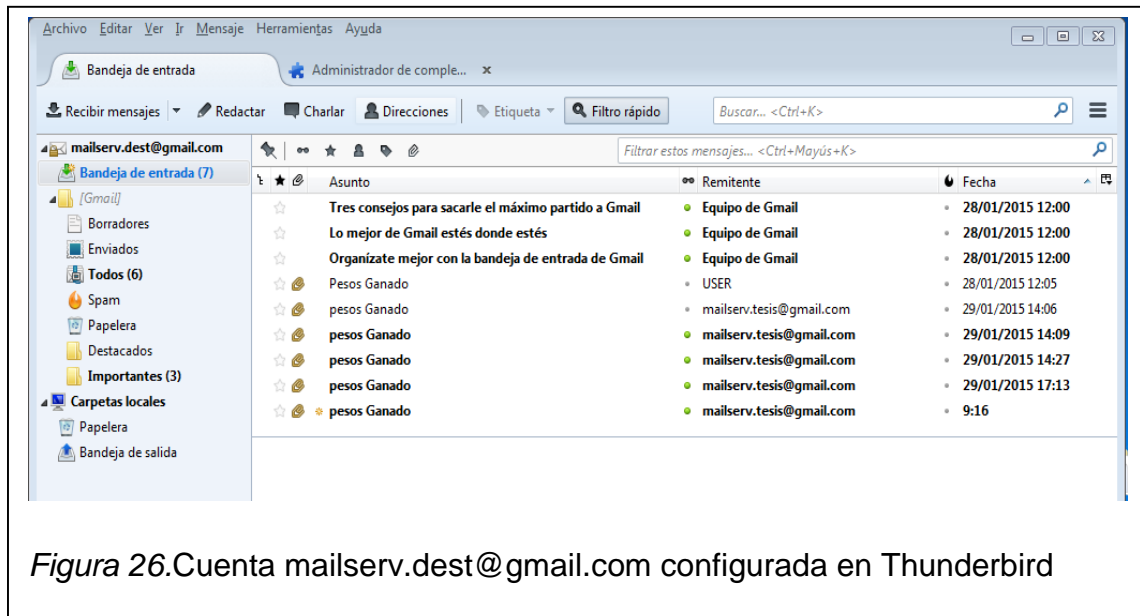 Archivo Editar Ver Ir Mensaje Herramientas Ayuda
Bandeja de entrada Administrador de comple... x
Recibir mensajes Redactar Charlar Direcciones Etiqueta Filtro rápido Buscar... <Ctrl+K>
mailserv.dest@gmail.com Filtrar estos mensajes... <Ctrl+Mayús+K>
Bandeja de entrada (7) Asunto Remitente Fecha
[Gmail] Tres consejos para sacarle el máximo partido a Gmail Equipo de Gmail 28/01/2015 12:00
Borradores Lo mejor de Gmail estés donde estés Equipo de Gmail 28/01/2015 12:00
Enviados Organízate mejor con la bandeja de entrada de Gmail Equipo de Gmail 28/01/2015 12:00
Todos (6) Pesos Ganado USER 28/01/2015 12:05
Spam pesos Ganado mailserv.tesis@gmail.com 29/01/2015 14:06
Papelera pesos Ganado mailserv.tesis@gmail.com 29/01/2015 14:09
Destacados pesos Ganado mailserv.tesis@gmail.com 29/01/2015 14:27
Importantes (3) pesos Ganado mailserv.tesis@gmail.com 29/01/2015 17:13
Carpetas locales pesos Ganado mailserv.tesis@gmail.com 9:16
Papelera
Bandeja de salida
Figura 26.Cuenta mailserv.dest@gmail.com configurada en Thunderbird